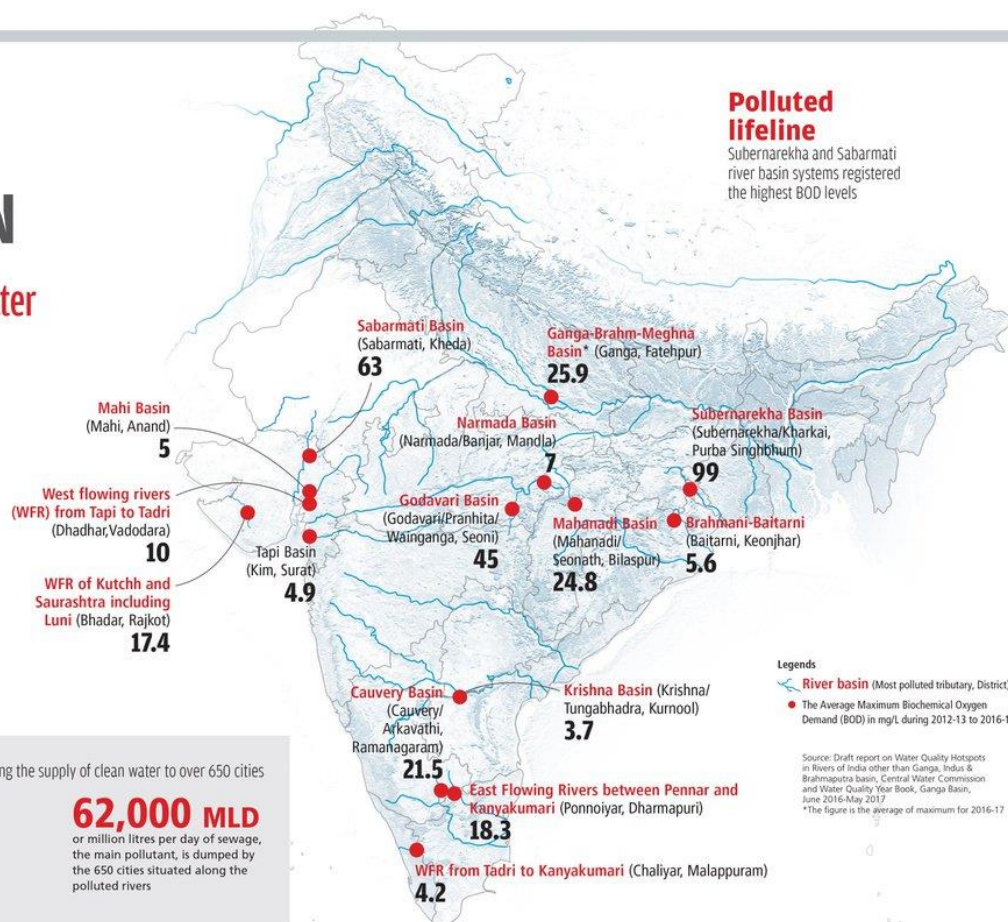 Polluted
lifeline
Subernarekha and Sabarmati
river basin systems registered
the highest BOD levels
N
ter
Sabarmati Basin
(Sabarmati, Kheda)
63
Ganga-Brahm-Meghna
Basin* (Ganga, Fatehpur)
25.9
Mahi Basin
(Mahi, Anand)
5
Narmada Basin
(Narmada/Banjar, Mandla)
7
Subernarekha Basin
(Subernarekha/Kharkai,
Purba Singhbhum)
99
West flowing rivers
(WFR) from Tapi to Tadri
(Dhadhar,Vadodara)
10
Godavari Basin
(Godavari/Pranhita/
Wainganga, Seoni)
45
Mahanadi Basin
(Mahanadi/
Seonath, Bilaspur)
24.8
Brahmani-Baitarni
(Baitarni, Keonjhar)
5.6
Tapi Basin
(Kim, Surat)
4.9
WFR of Kutchh and
Saurashtra including
Luni (Bhadar, Rajkot)
17.4
Cauvery Basin
(Cauvery/
Arkavathi,
Ramanagaram)
21.5
Krishna Basin (Krishna/
Tungabhadra, Kurnool)
3.7
East Flowing Rivers between Pennar and
Kanyakumari (Ponnoiyar, Dharmapuri)
18.3
WFR from Tadri to Kanyakumari (Chaliyar, Malappuram)
4.2
Legends
River basin (Most polluted tributary, District)
The Average Maximum Biochemical Oxygen
Demand (BOD) in mg/L during 2012-13 to 2016-1
Source: Draft report on Water Quality Hotspots
in Rivers of India other than Ganga, Indus &
Brahmaputra basin, Central Water Commission
and Water Quality Year Book, Ganga Basin,
June 2016-May 2017
*The figure is the average of maximum for 2016-17
ng the supply of clean water to over 650 cities
62,000 MLD
or million litres per day of sewage,
the main pollutant, is dumped by
the 650 cities situated along the
polluted rivers